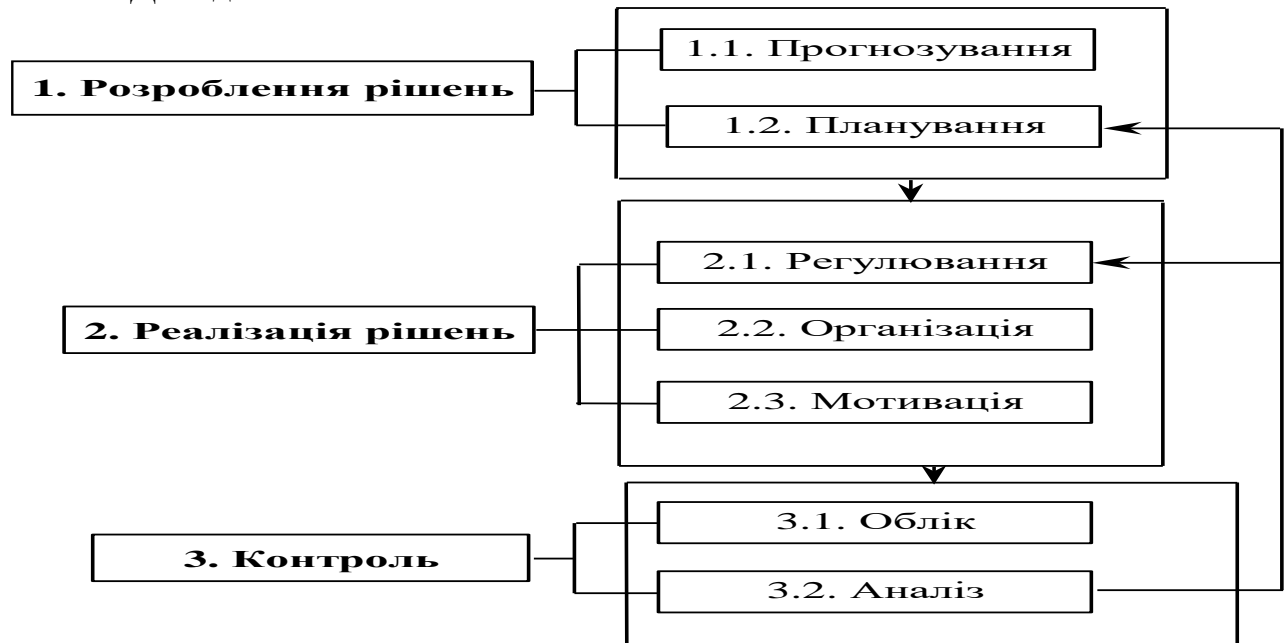 1.1. Прогнозування
1. Розроблення рішень
1.2. Планування
2.1. Регулювання
2. Реалізація рішень
2.2. Організація
2.3. Мотивація
3.1. Облік
3. Контроль
3.2. Аналіз